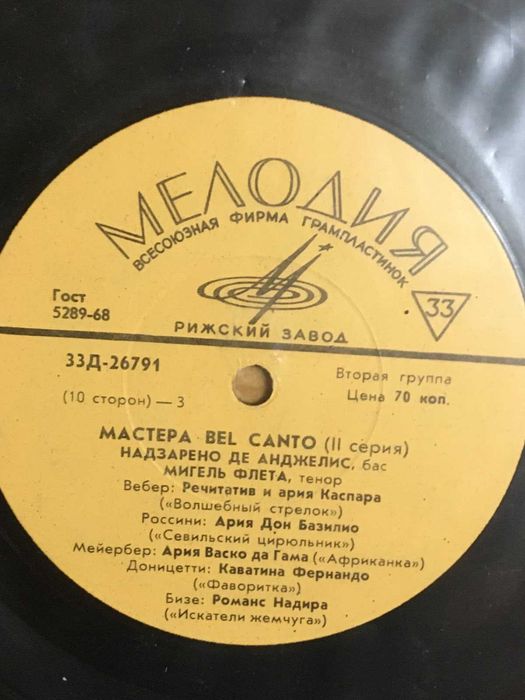 МЕЛОДИЯ
ВСЕСОЮЗНАЯ ФИРМА ГРАМПЛАСТИНОК
33
Гост
5289-68
РИЖСКИЙ ЗАВОД
33Д-26791
(10 сторон) — 3
Вторая группа
Цена 70 коп.
МАСТЕРА BEL CANTO (II серия)
НАДЗАРЕНО ДЕ АНДЖЕЛИС, бас
МИГЕЛЬ ФЛЕТА, тенор
Вебер: Речитатив и ария Каспара
(«Волшебный стрелок»)
Россини: Ария Дон Базилио
(«Севильский цирюльник»)
Мейербер: Ария Васко да Гама («Африканка»)
Доницетти: Каватина Фернандо
(«Фаворитка»)
Бизе: Романс Надира
(«Искатели жемчуга»)